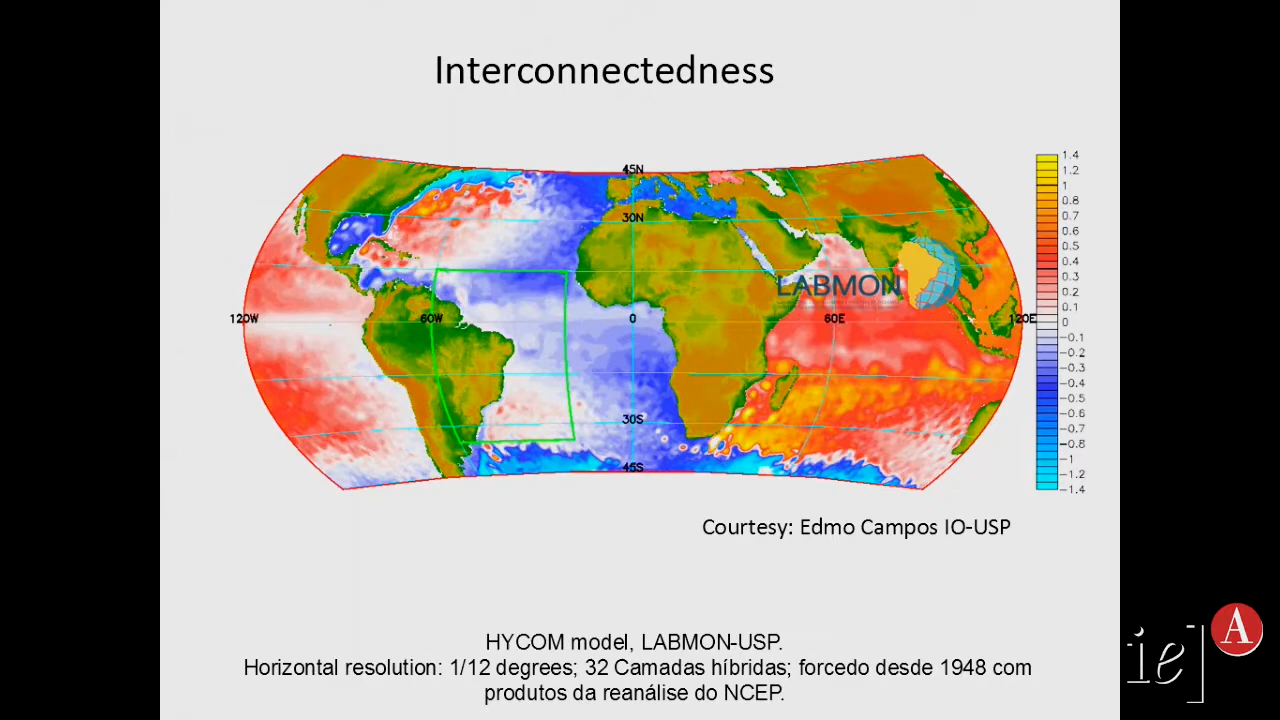 Interconnectedness
45N
30N
LABMON
120W
60W
0
60E
120E
30S
45S
1.4
1.2
1
0.8
0.7
0.6
0.5
0.4
0.3
0.2
0.1
0
-0.1
-0.2
-0.3
-0.4
-0.5
-0.6
-0.7
-0.8
-1
-1.2
-1.4
Courtesy: Edmo Campos IO-USP
HYCOM model, LABMON-USP.
Horizontal resolution: 1/12 degrees; 32 Camadas híbridas; forcedo desde 1948 com
produtos da reanálise do NCEP.
A
ie]